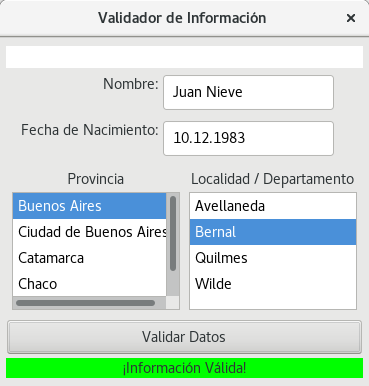 Validador de Información
Nombre: Juan Nieve
Fecha de Nacimiento: 10.12.1983
Provincia
Buenos Aires
Ciudad de Buenos Aires
Catamarca
Chaco
Localidad / Departamento
Avellaneda
Bernal
Quilmes
Wilde
Validar Datos
¡Información Válida!